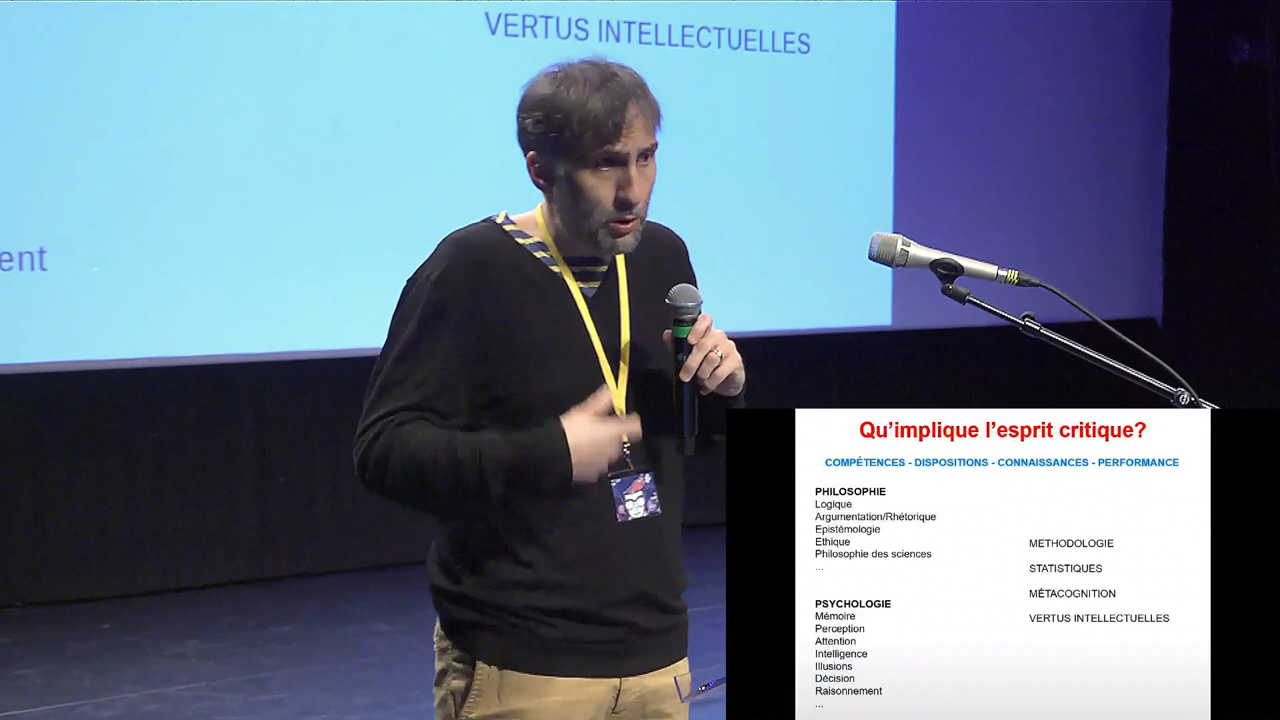 VERTUS INTELLECTUELLES
ent
Qu’implique l’esprit critique?
COMPÉTENCES - DISPOSITIONS - CONNAISSANCES - PERFORMANCE
PHILOSOPHIE
Logique
Argumentation/Rhétorique
Epistémologie
Ethique
Philosophie des sciences
...
PSYCHOLOGIE
Mémoire
Perception
Attention
Intelligence
Illusions
Décision
Raisonnement
...
METHODOLOGIE
STATISTIQUES
MÉTACOGNITION
VERTUS INTELLECTUELLES